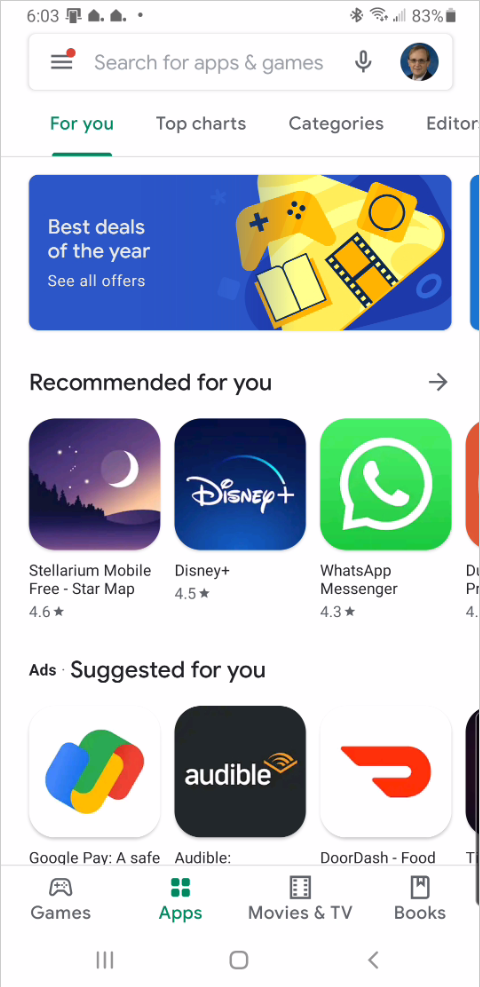 6:03
83%
Search for apps & games
For you
Top charts
Categories
Editor
Best deals
of the year
See all offers
Recommended for you
Disney+
Stellarium Mobile
Free - Star Map
4.6★
Disney+
4.5★
WhatsApp
Messenger
4.3★
Du
Pr
4.
Ads · Suggested for you
audible
Google Pay: A safe
Audible:
DoorDash - Food
Ti
Games
Apps
Movies & TV
Books